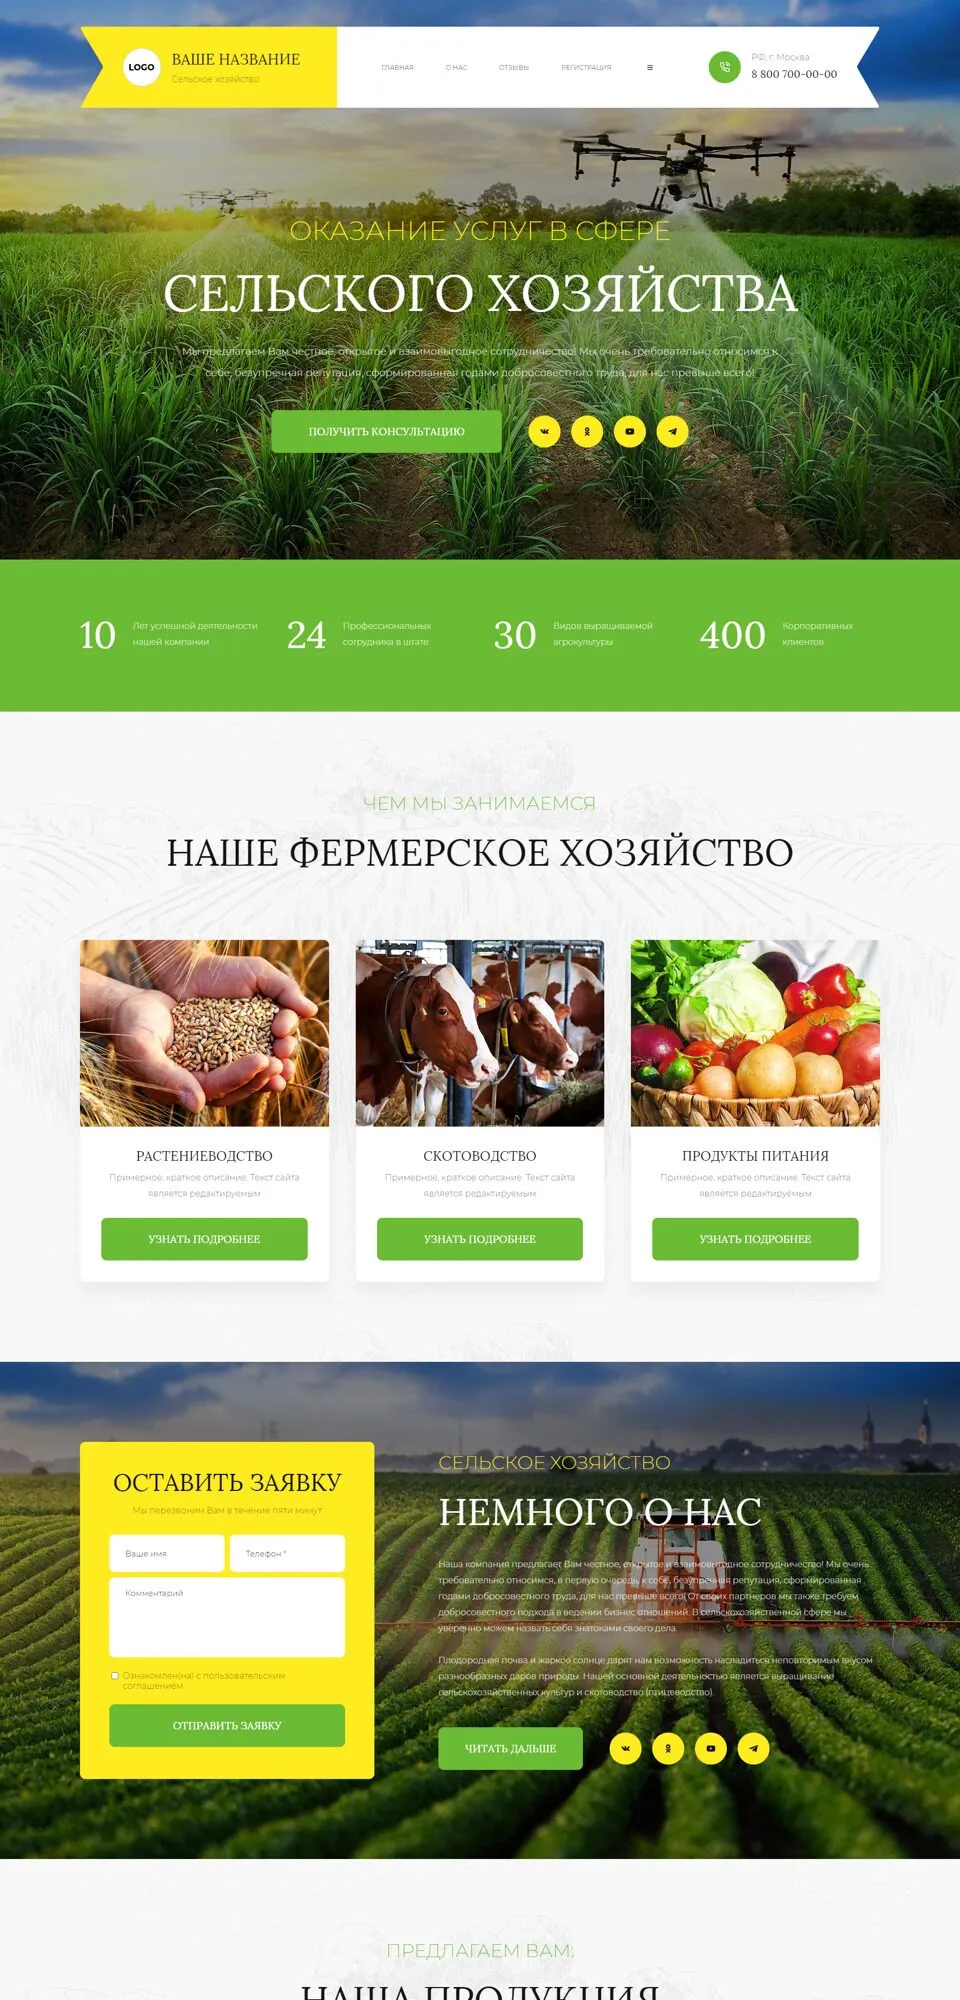 LOGO
ВАШЕ НАЗВАНИЕ
Сельское хозяйство
ГЛАВНАЯ
О НАС
ОТЗЫВЫ
РЕГИСТРАЦИЯ
РФ, г. Москва
8 800 700-00-00
ОКАЗАНИЕ УСЛУГ В СФЕРЕ
СЕЛЬСКОГО ХОЗЯЙСТВА
Мы предлагаем Вам честное, открытое и взаимовыгодное сотрудничество! Мы очень требовательно относимся к
себе, безупречная репутация, сформированная годами добросовестного труда, для нас превыше всего!
ПОЛУЧИТЬ КОНСУЛЬТАЦИЮ
10
Лет успешной деятельности
нашей компании
24
Профессиональных
сотрудника в штате
30
Видов выращиваемой
агрокультуры
400
Корпоративных
клиентов
ЧЕМ МЫ ЗАНИМАЕМСЯ
НАШЕ ФЕРМЕРСКОЕ ХОЗЯЙСТВО
РАСТЕНИЕВОДСТВО
Примерное, краткое описание. Текст сайта
является редактируемым
УЗНАТЬ ПОДРОБНЕЕ
СКОТОВОДСТВО
Примерное, краткое описание. Текст сайта
является редактируемым
УЗНАТЬ ПОДРОБНЕЕ
ПРОДУКТЫ ПИТАНИЯ
Примерное, краткое описание. Текст сайта
является редактируемым
УЗНАТЬ ПОДРОБНЕЕ
ОСТАВИТЬ ЗАЯВКУ
Мы перезвоним Вам в течение пяти минут
Ваше имя
Телефон *
Комментарий
Ознакомлен(на) с пользовательским
соглашением
ОТПРАВИТЬ ЗАЯВКУ
СЕЛЬСКОЕ ХОЗЯЙСТВО
НЕМНОГО О НАС
Наша компания предлагает Вам честное, открытое и взаимовыгодное сотрудничество! Мы очень
требовательно относимся, в первую очередь, к себе, безупречная репутация, сформированная
годами добросовестного труда, для нас превыше всего! От своих партнеров мы также требуем
добросовестного подхода в ведении бизнес отношений. В сельскохозяйственной сфере мы
уверенно можем назвать себя знатоками своего дела.
Плодородная почва и жаркое солнце дарят нам возможность насладиться неповторимым вкусом
разнообразных даров природы. Нашей основной деятельностью является выращивание
сельскохозяйственных культур и скотоводство (птицеводство).
ЧИТАТЬ ДАЛЬШЕ
ПРЕДЛАГАЕМ ВАМ:
НАША ПРОДУКЦИЯ